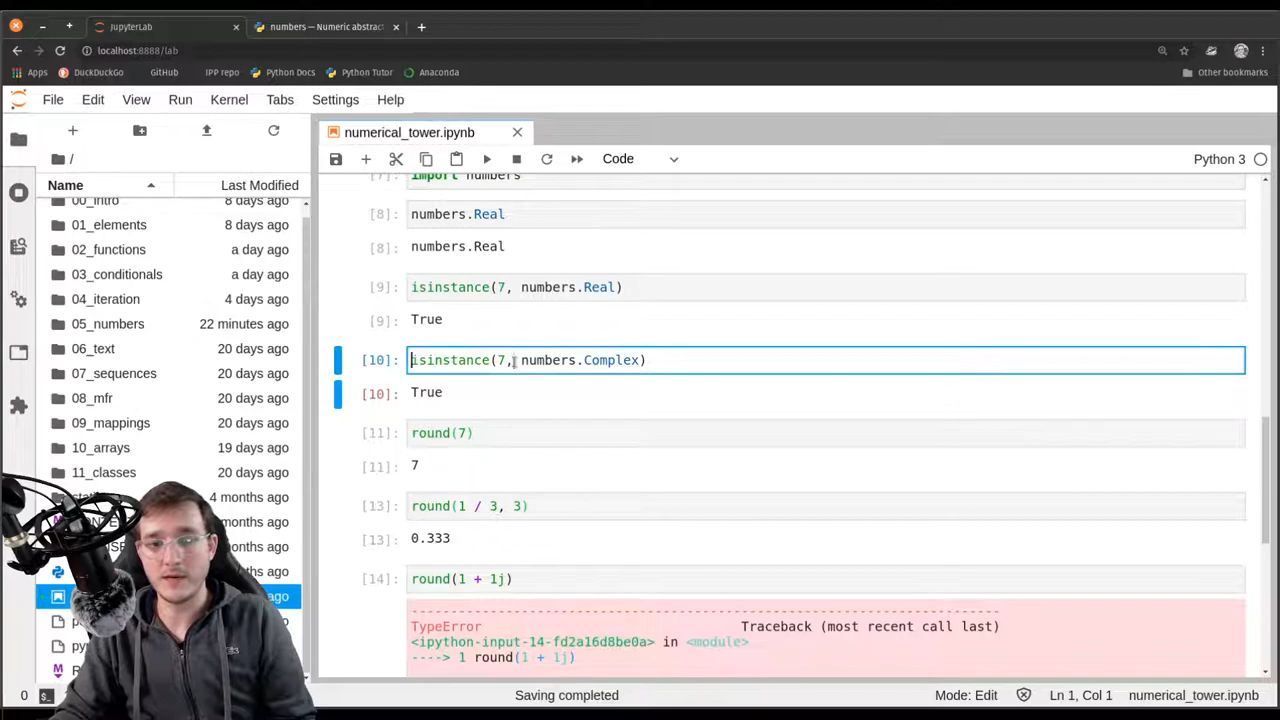 JupyterLab
numbers — Numeric abstrac
localhost:8888/lab
Apps DuckDuckGo GitHub IPP repo Python Docs Python Tutor Anaconda Other bookmarks
File Edit View Run Kernel Tabs Settings Help
numerical_tower.ipynb
Code
Python 3
/
Name Last Modified
00_intro 8 days ago
01_elements 8 days ago
02_functions a day ago
03_conditionals a day ago
04_iteration 4 days ago
05_numbers 22 minutes ago
06_text 20 days ago
07_sequences 20 days ago
08_mfr 20 days ago
09_mappings 20 days ago
10_arrays 19 days ago
11_classes 20 days ago
4 months ago
months ago
months ago
hs ago
ago
ago
ago
ago
[7]: import numbers
[8]: numbers.Real
[8]: numbers.Real
[9]: isinstance(7, numbers.Real)
[9]: True
[10]: isinstance(7, numbers.Complex)
[10]: True
[11]: round(7)
[11]: 7
[13]: round(1 / 3, 3)
[13]: 0.333
[14]: round(1 + 1j)
---------------------------------------------------------------------------
TypeError Traceback (most recent call last)
<ipython-input-14-fd2a16d8be0a> in <module>
----> 1 round(1 + 1j)
0 Saving completed Mode: Edit Ln 1, Col 1 numerical_tower.ipynb